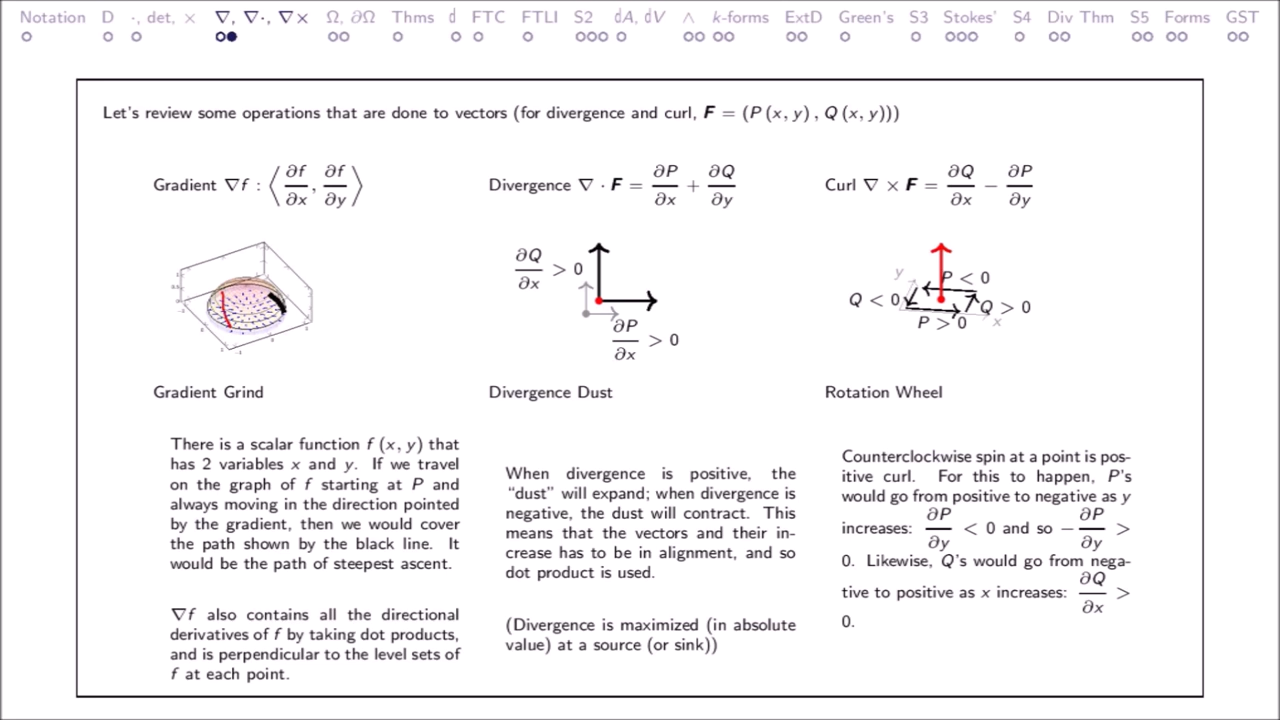 Notation D ·, det, × ∇, ∇·, ∇× Ω, ∂Ω Thms ₫ FTC FTLI S2 đA, đV ∧ k-forms ExtD Green's S3 Stokes' S4 Div Thm S5 Forms GST
Let's review some operations that are done to vectors (for divergence and curl, F = (P (x, y) , Q (x, y)))
Gradient ∇f : ⟨∂f/∂x, ∂f/∂y⟩
Divergence ∇ · F = ∂P/∂x + ∂Q/∂y
Curl ∇ × F = ∂Q/∂x − ∂P/∂y
∂Q/∂x > 0
∂P/∂x > 0
y
P < 0
Q < 0
Q > 0
P > 0
x
Gradient Grind
Divergence Dust
Rotation Wheel
There is a scalar function f (x, y) that
has 2 variables x and y. If we travel
on the graph of f starting at P and
always moving in the direction pointed
by the gradient, then we would cover
the path shown by the black line. It
would be the path of steepest ascent.
∇f also contains all the directional
derivatives of f by taking dot products,
and is perpendicular to the level sets of
f at each point.
When divergence is positive, the
“dust” will expand; when divergence is
negative, the dust will contract. This
means that the vectors and their in-
crease has to be in alignment, and so
dot product is used.
(Divergence is maximized (in absolute
value) at a source (or sink))
Counterclockwise spin at a point is pos-
itive curl. For this to happen, P's
would go from positive to negative as y
increases: ∂P/∂y < 0 and so −∂P/∂y >
0. Likewise, Q's would go from nega-
tive to positive as x increases: ∂Q/∂x >
0.